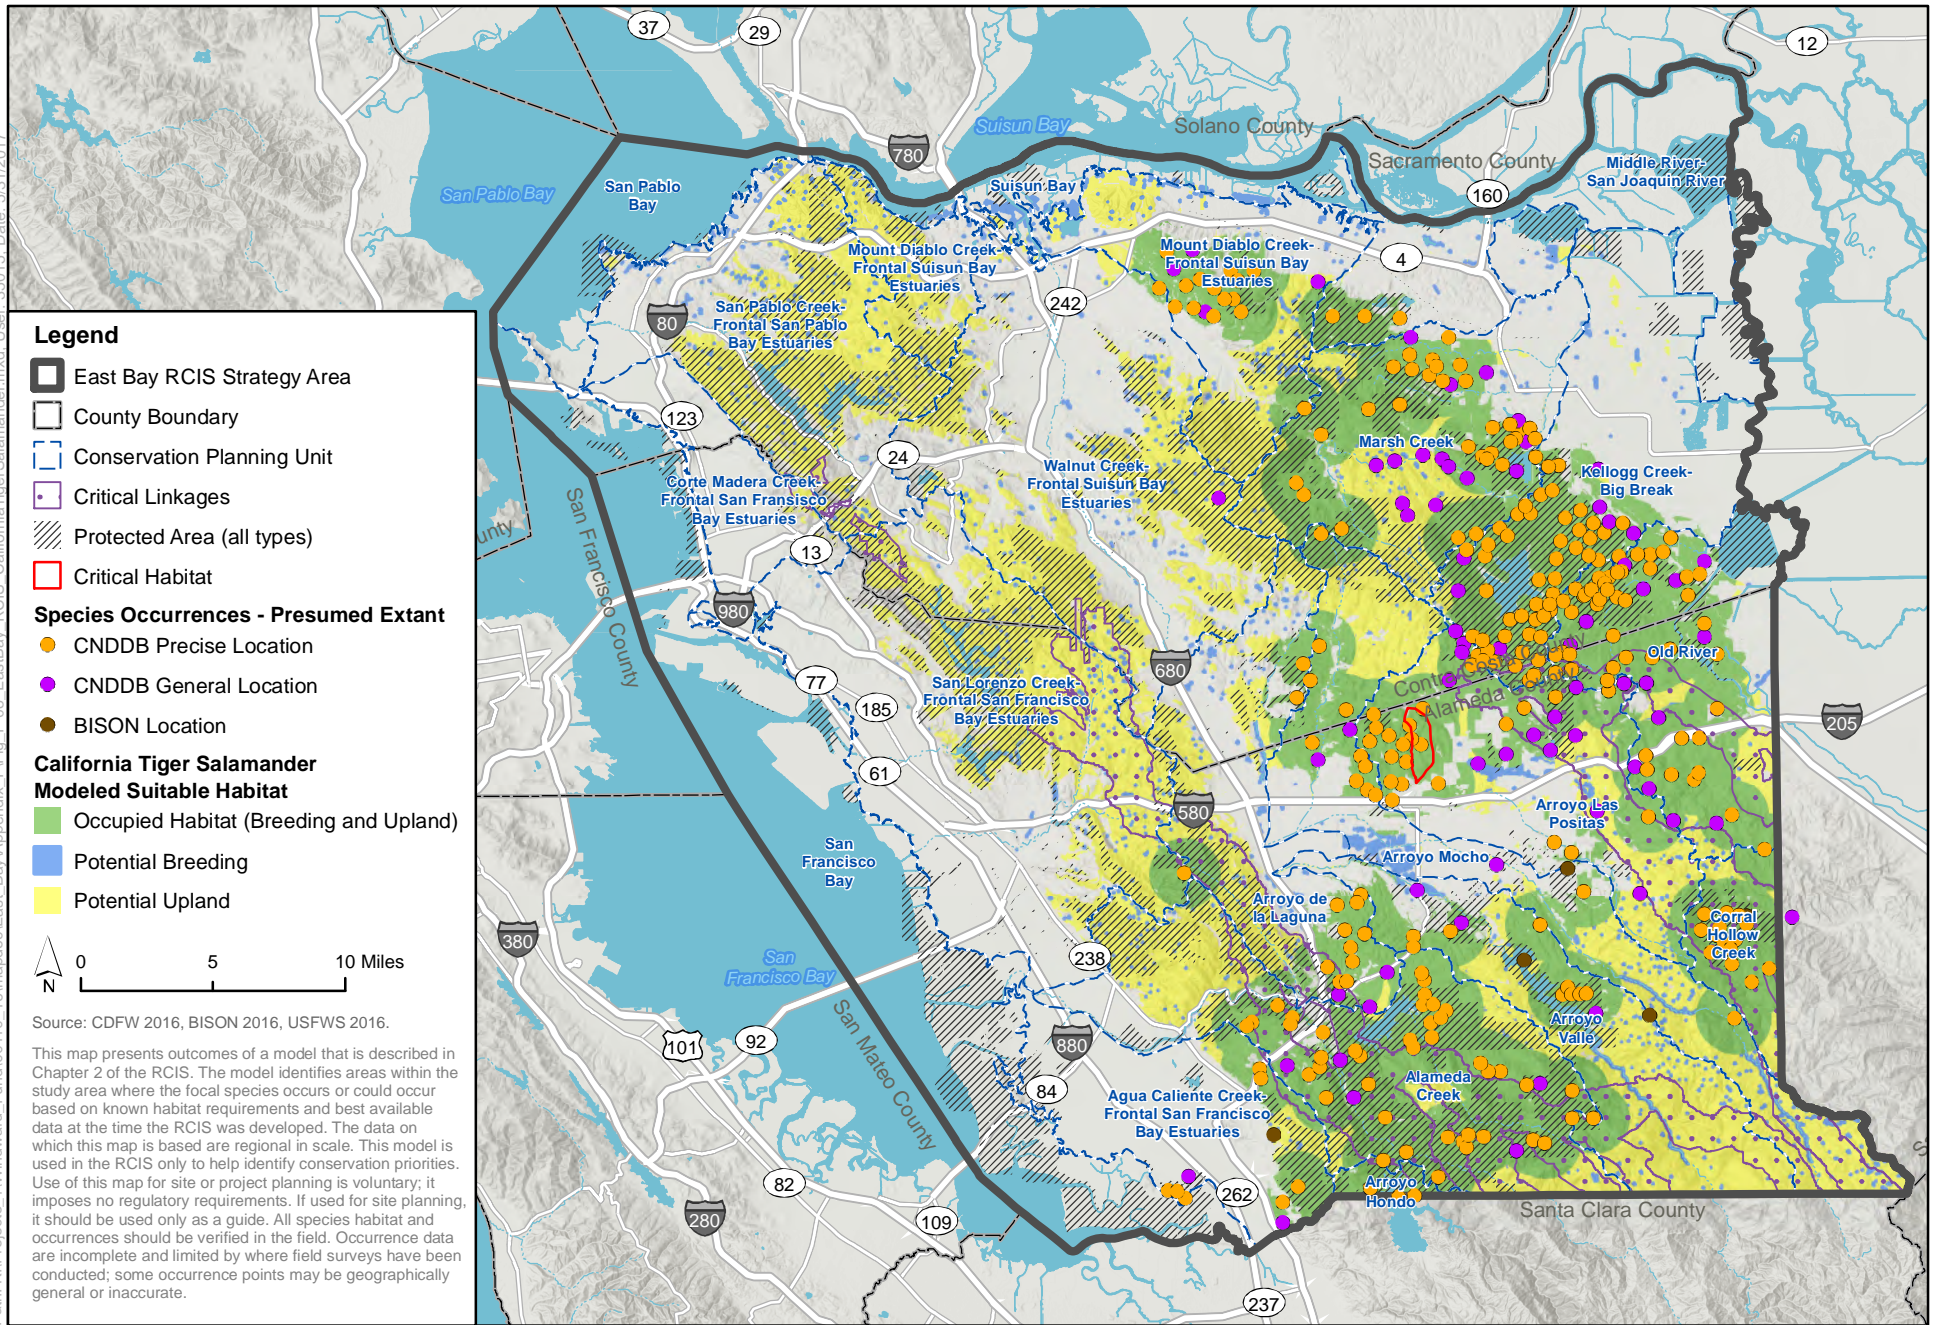 37
29
12
Suisun Bay
Solano County
780
Sacramento County
Middle River-
San Joaquin River
160
San Pablo Bay
San Pablo
Bay
Suisun Bay
Mount Diablo Creek-
Frontal Suisun Bay
Estuaries
Mount Diablo Creek-
Frontal Suisun Bay
Estuaries
4
242
San Pablo Creek-
Frontal San Pablo
Bay Estuaries
80
123
24
Marsh Creek
Kellogg Creek-
Big Break
Walnut Creek-
Frontal Suisun Bay
Estuaries
Corte Madera Creek-
Frontal San Fransisco
Bay Estuaries
unty
San Francisco County
13
980
Contra Costa County
Alameda County
Old River
680
77
185
San Lorenzo Creek-
Frontal San Francisco
Bay Estuaries
205
61
580
Arroyo Las
Positas
San
Francisco
Bay
Arroyo Mocho
Arroyo de
la Laguna
Corral
Hollow
Creek
380
238
San
Francisco Bay
San Mateo County
Arroyo
Valle
101
92
880
84
Alameda
Creek
Agua Caliente Creek-
Frontal San Francisco
Bay Estuaries
82
280
109
262
Arroyo
Hondo
Santa Clara County
237
Legend
East Bay RCIS Strategy Area
County Boundary
Conservation Planning Unit
Critical Linkages
Protected Area (all types)
Critical Habitat
Species Occurrences - Presumed Extant
CNDDB Precise Location
CNDDB General Location
BISON Location
California Tiger Salamander
Modeled Suitable Habitat
Occupied Habitat (Breeding and Upland)
Potential Breeding
Potential Upland
N
0 5 10 Miles
Source: CDFW 2016, BISON 2016, USFWS 2016.
This map presents outcomes of a model that is described in
Chapter 2 of the RCIS. The model identifies areas within the
study area where the focal species occurs or could occur
based on known habitat requirements and best available
data at the time the RCIS was developed. The data on
which this map is based are regional in scale. This model is
used in the RCIS only to help identify conservation priorities.
Use of this map for site or project planning is voluntary; it
imposes no regulatory requirements. If used for site planning,
it should be used only as a guide. All species habitat and
occurrences should be verified in the field. Occurrence data
are incomplete and limited by where field surveys have been
conducted; some occurrence points may be geographically
general or inaccurate.